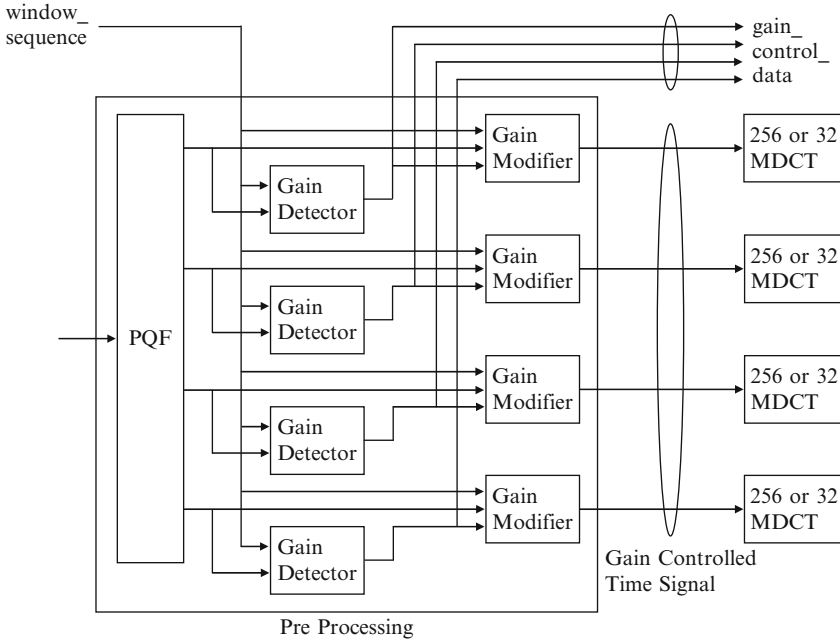 window_
sequence
gain_
control_
data
Gain
Modifier
256 or 32
MDCT
Gain
Detector
Gain
Modifier
256 or 32
MDCT
Gain
Detector
PQF
Gain
Modifier
256 or 32
MDCT
Gain
Detector
Gain
Modifier
256 or 32
MDCT
Gain
Detector
Gain Controlled
Time Signal
Pre Processing